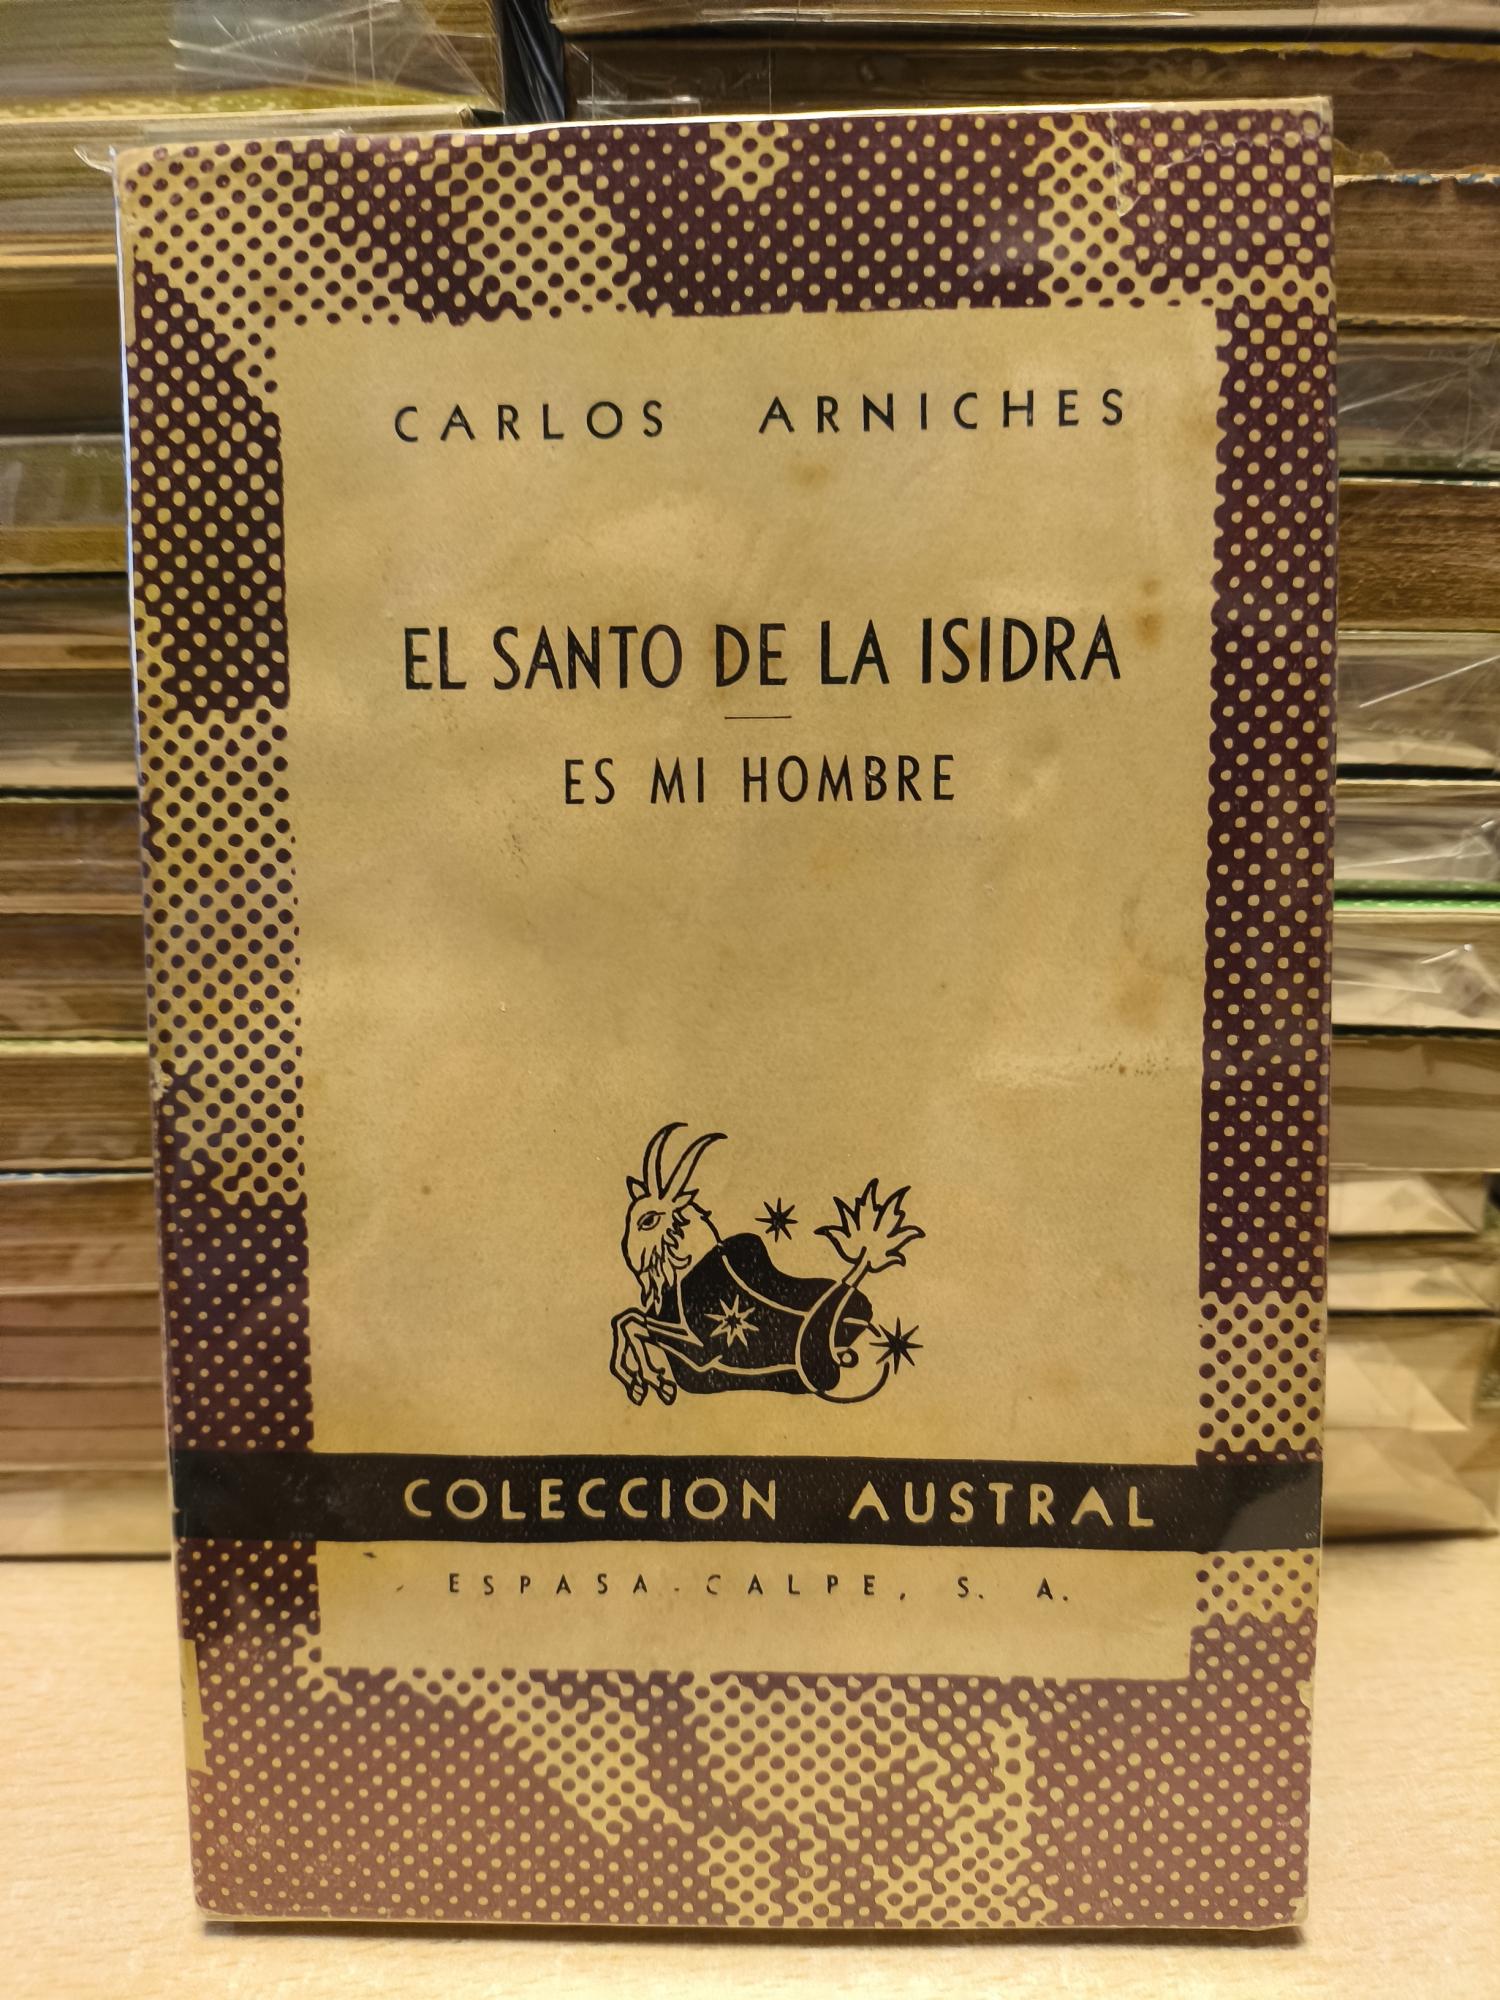 CARLOS ARNICHES
EL SANTO DE LA ISIDRA
ES MI HOMBRE
COLECCION AUSTRAL
ESPASA-CALPE, S. A.